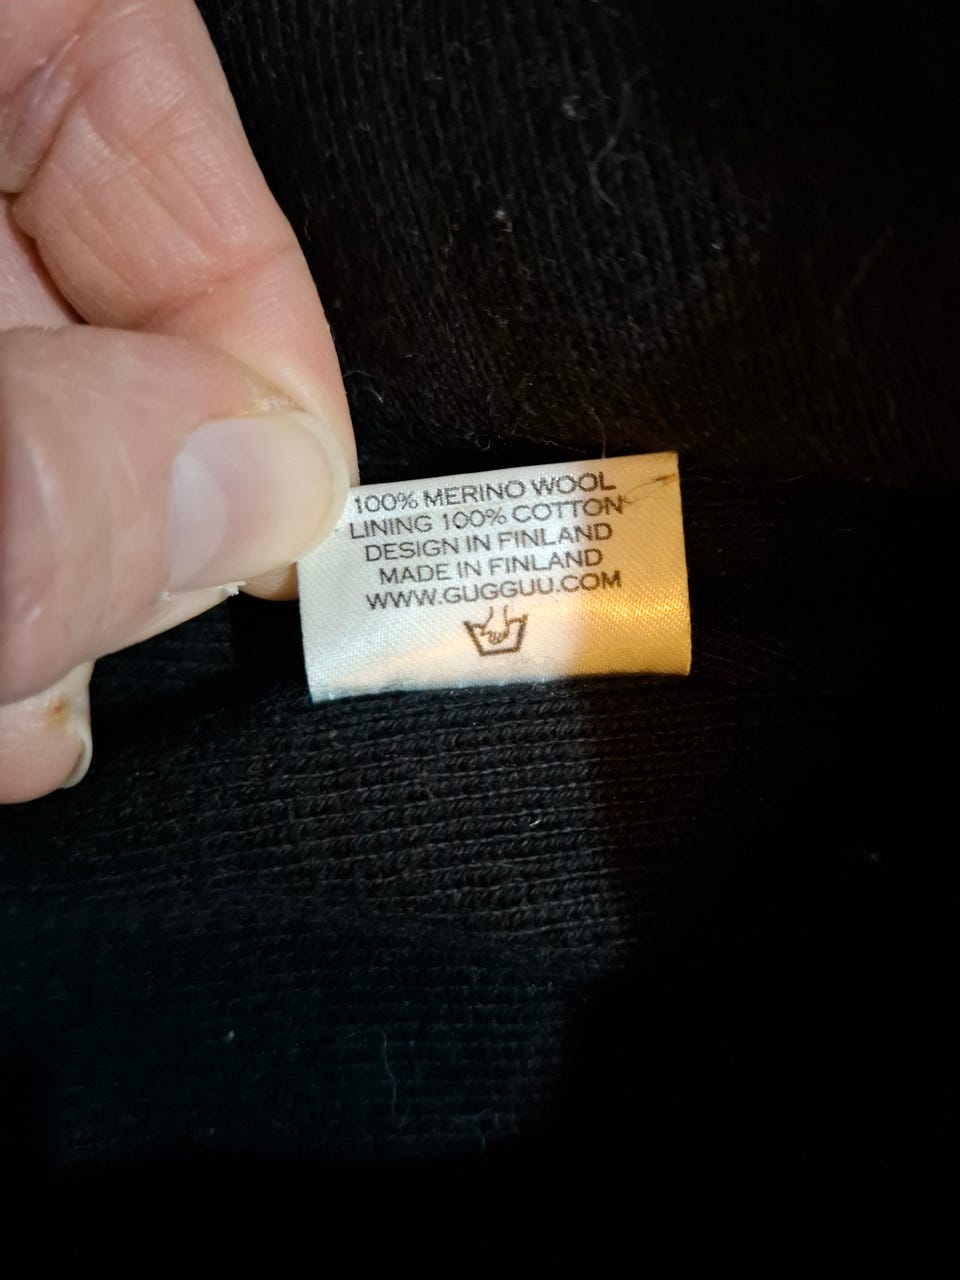 100% MERINO WOOL
LINING 100% COTTON
DESIGN IN FINLAND
MADE IN FINLAND
WWW.GUGGUU.COM